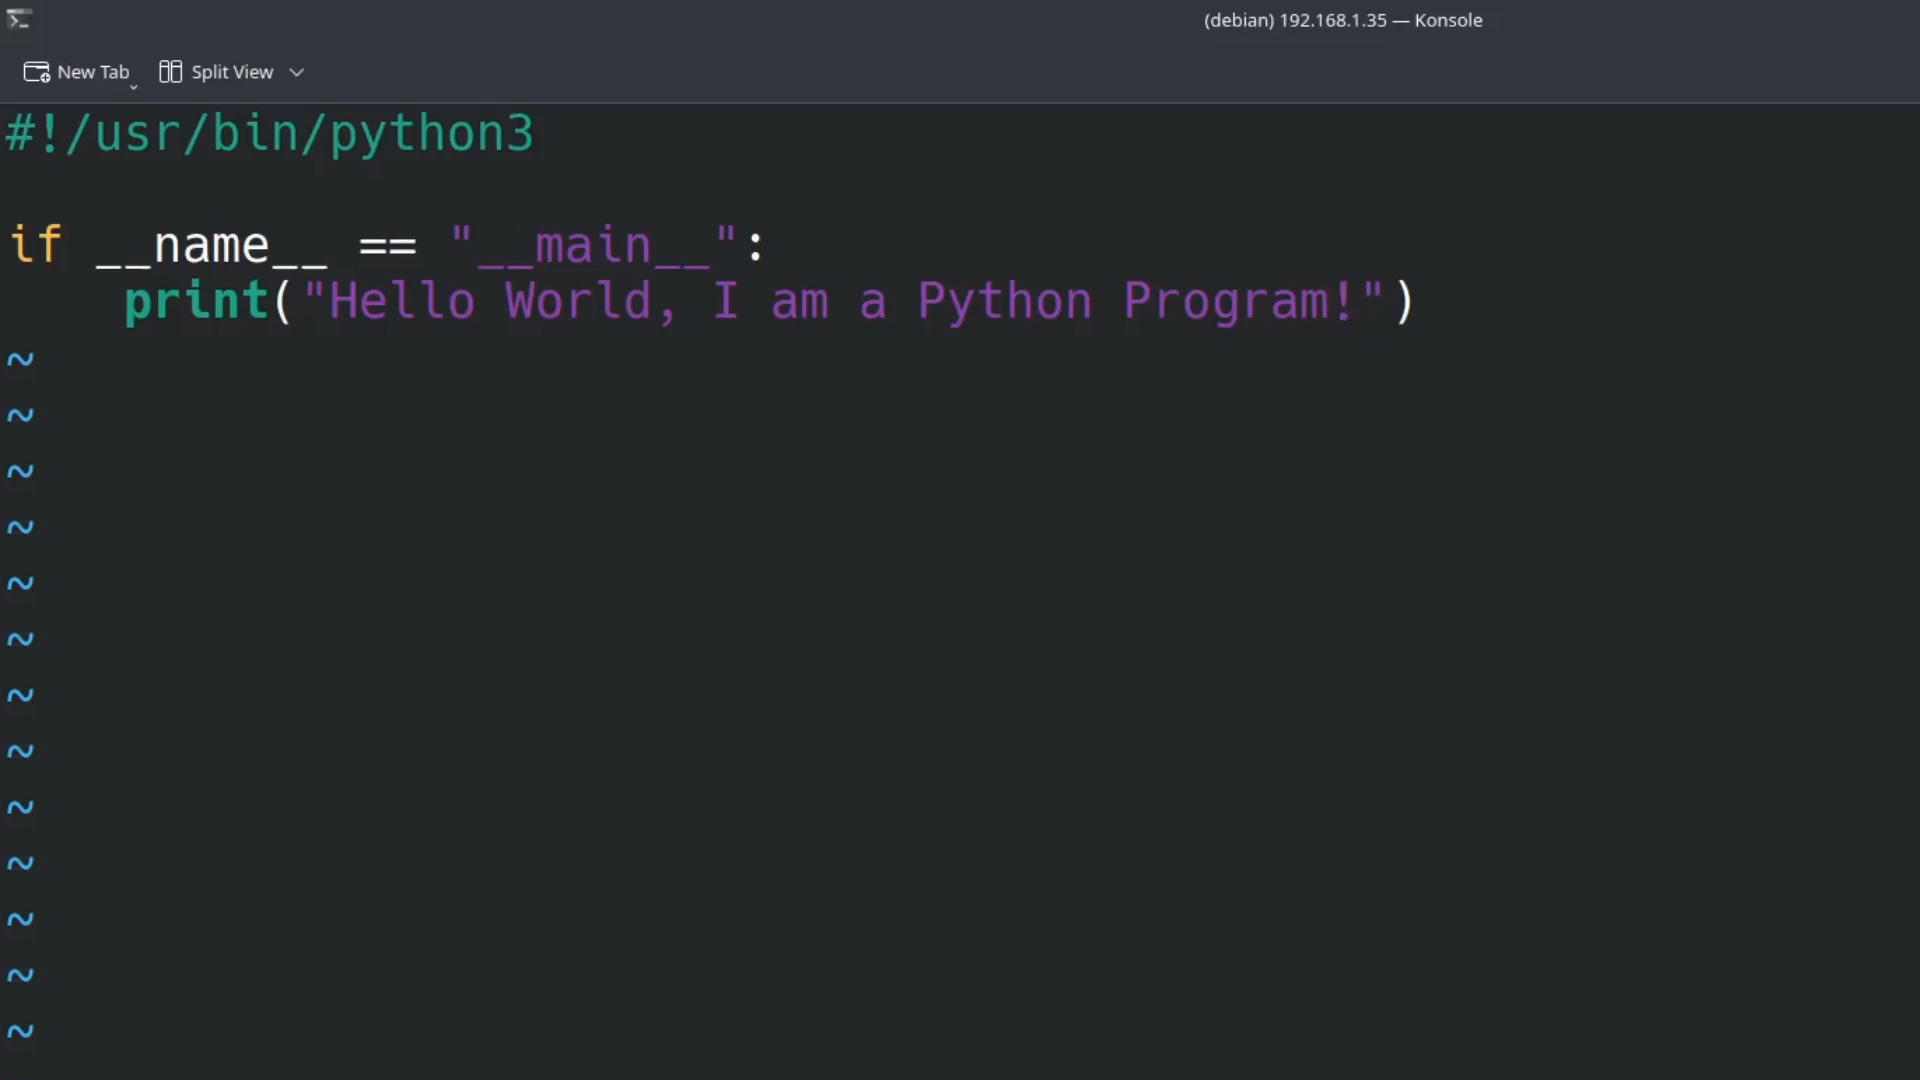 (debian) 192.168.1.35 — Konsole
New Tab Split View
#!/usr/bin/python3
if __name__ == "__main__":
    print("Hello World, I am a Python Program!")
~
~
~
~
~
~
~
~
~
~
~
~
~